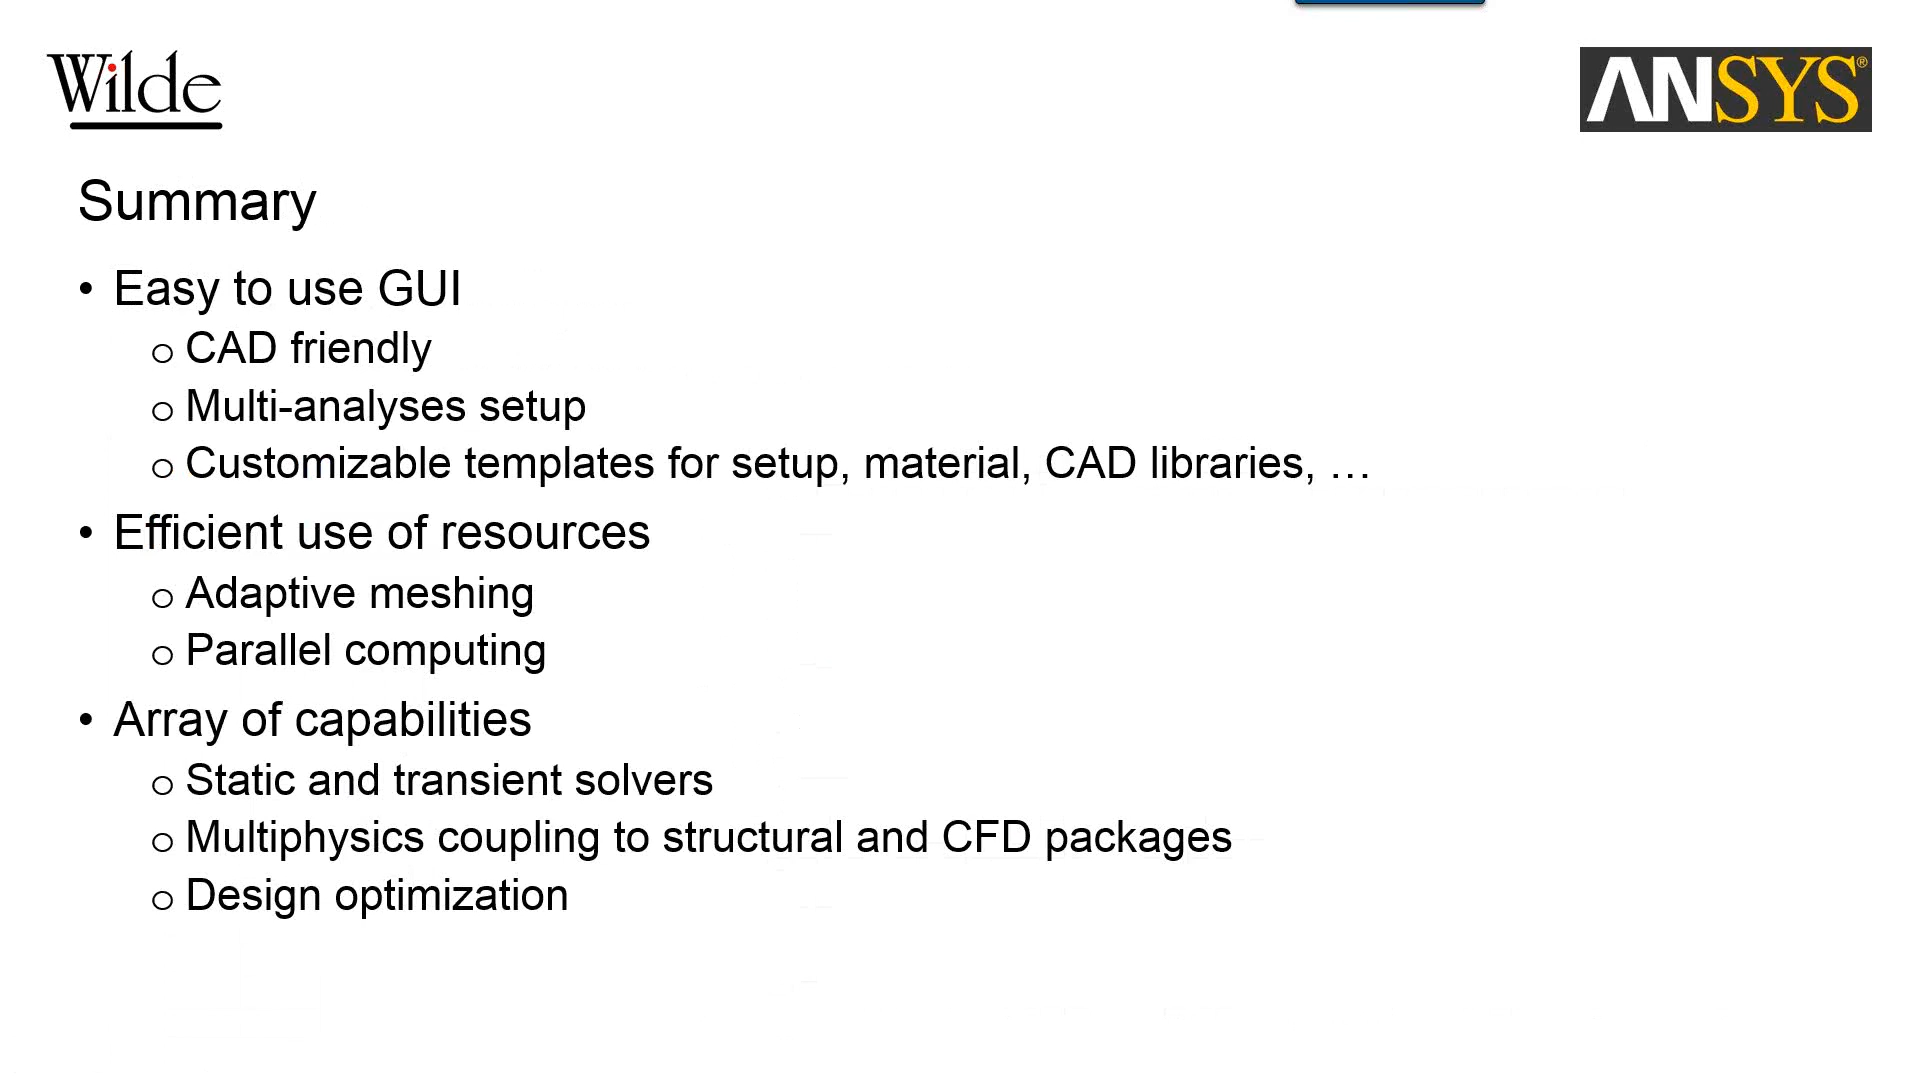 Wilde
ANSYS®
Summary
• Easy to use GUI
o CAD friendly
o Multi-analyses setup
o Customizable templates for setup, material, CAD libraries, …
• Efficient use of resources
o Adaptive meshing
o Parallel computing
• Array of capabilities
o Static and transient solvers
o Multiphysics coupling to structural and CFD packages
o Design optimization